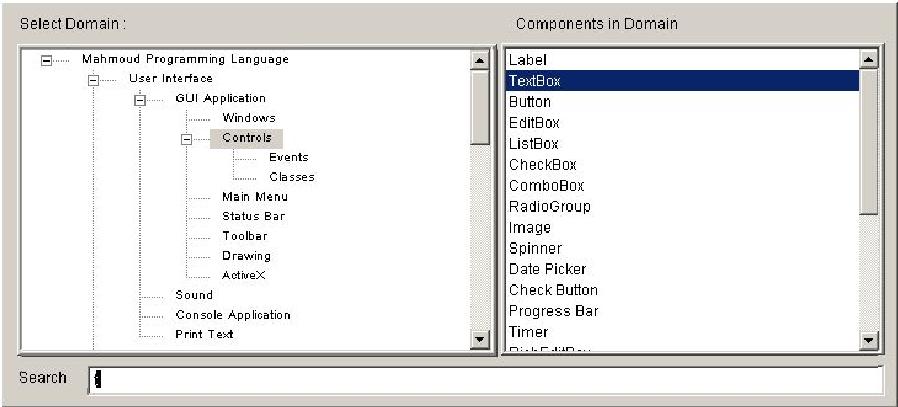 Select Domain :
Mahmoud Programming Language
User Interface
GUI Application
Windows
Controls
Events
Classes
Main Menu
Status Bar
Toolbar
Drawing
ActiveX
Sound
Console Application
Print Text
Components in Domain
Label
TextBox
Button
EditBox
ListBox
CheckBox
ComboBox
RadioGroup
Image
Spinner
Date Picker
Check Button
Progress Bar
Timer
Search